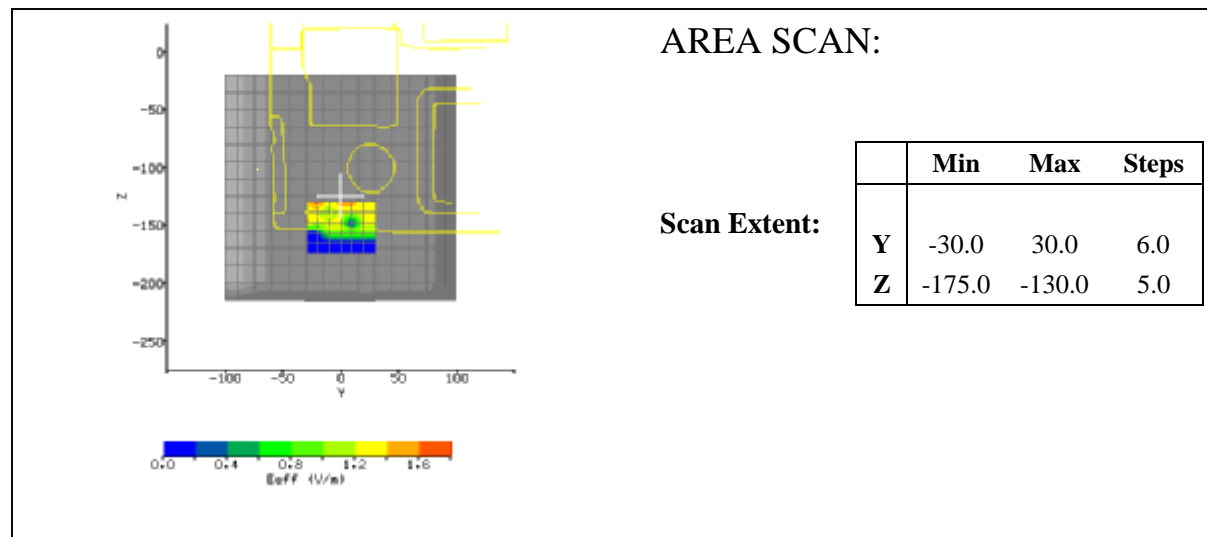 AREA SCAN:
0
-50
-100
-150
-200
-250
Z
-100 -50 0 50 100
Y
0.0 0.4 0.8 1.2 1.6
Eeff (V/m)
Scan Extent:
Min Max Steps
Y -30.0 30.0 6.0
Z -175.0 -130.0 5.0